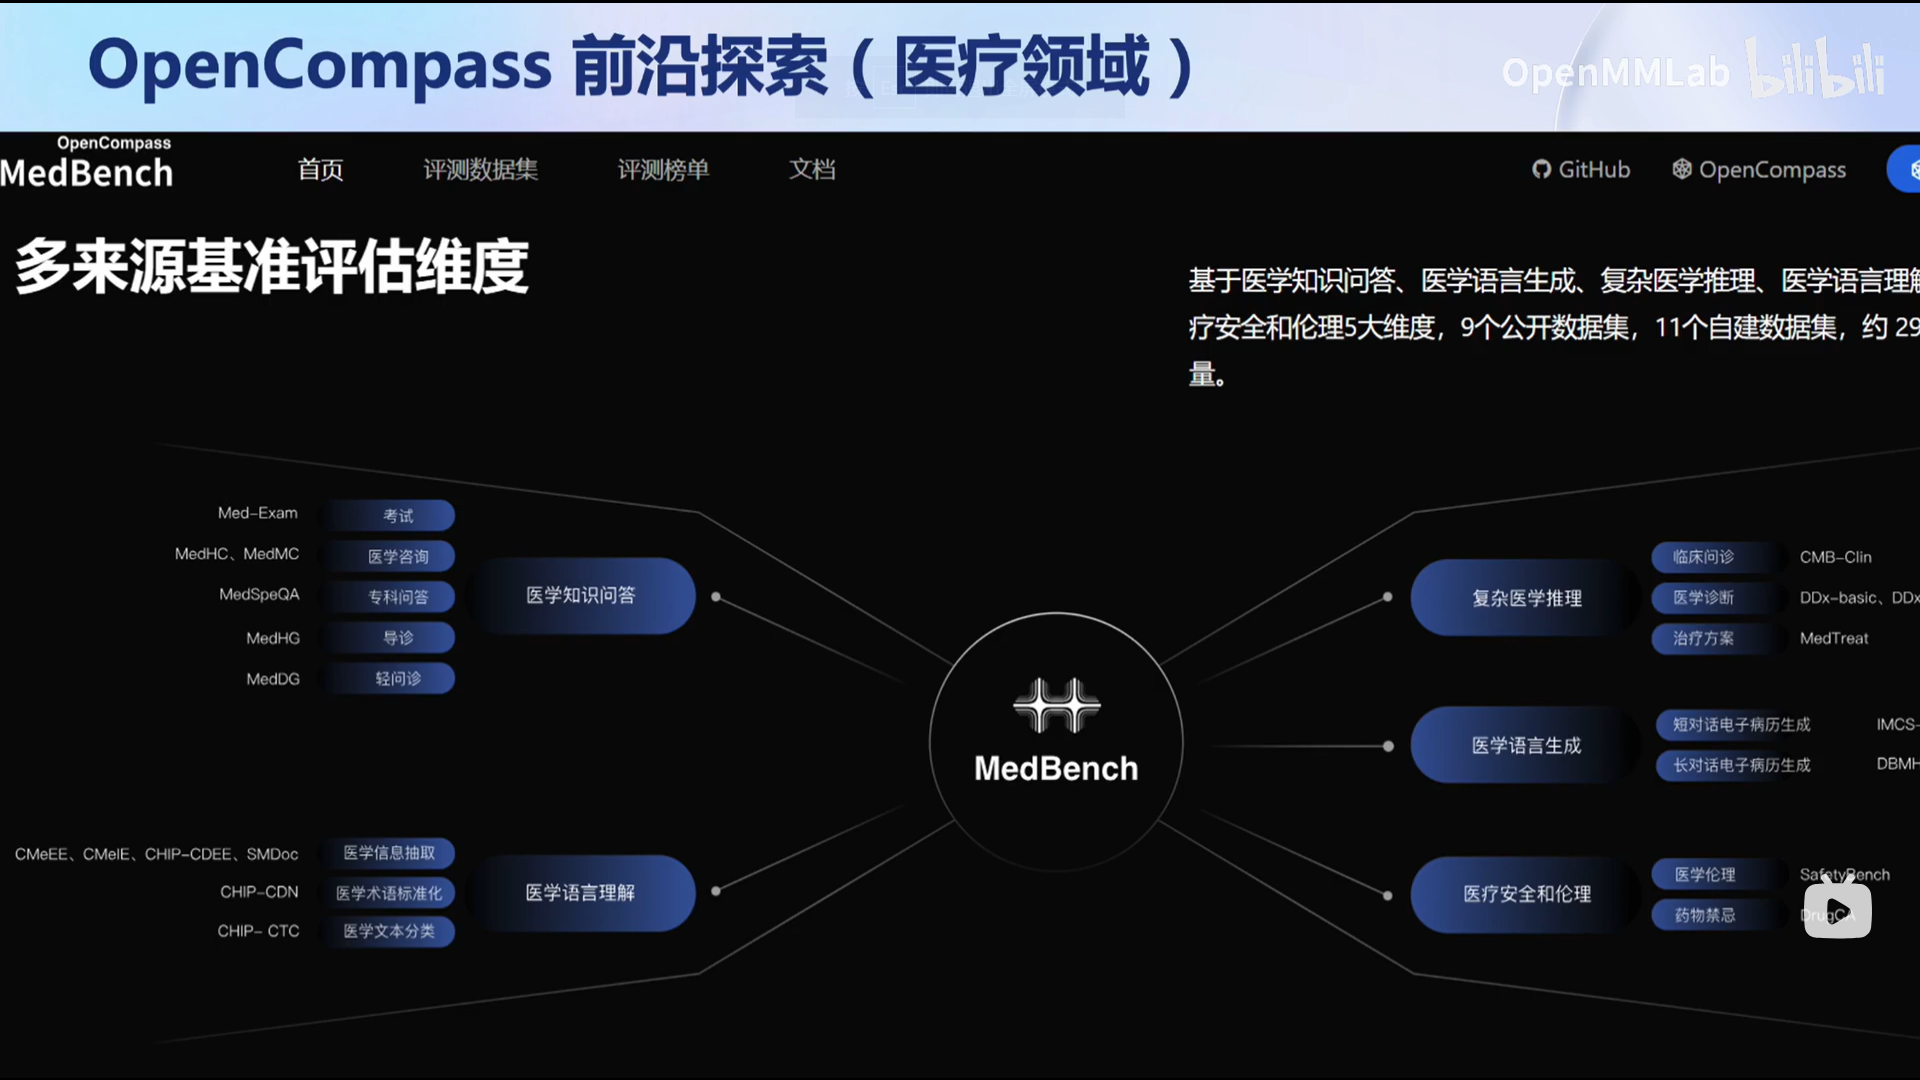 OpenCompass 前沿探索（医疗领域）
OpenMMLab bilibili
OpenCompass
MedBench
首页 评测数据集 评测榜单 文档 GitHub OpenCompass
多来源基准评估维度
基于医学知识问答、医学语言生成、复杂医学推理、医学语言理解
疗安全和伦理5大维度，9个公开数据集，11个自建数据集，约 29
量。
Med-Exam 考试
MedHC、MedMC 医学咨询
MedSpeQA 专科问答
MedHG 导诊
MedDG 轻问诊
医学知识问答
CMeEE、CMeIE、CHIP-CDEE、SMDoc 医学信息抽取
CHIP-CDN 医学术语标准化
CHIP- CTC 医学文本分类
医学语言理解
MedBench
复杂医学推理
临床问诊 CMB-Clin
医学诊断 DDx-basic、DDx
治疗方案 MedTreat
医学语言生成
短对话电子病历生成 IMCS-
长对话电子病历生成 DBMH
医疗安全和伦理
医学伦理 SafetyBench
药物禁忌 DrugCA